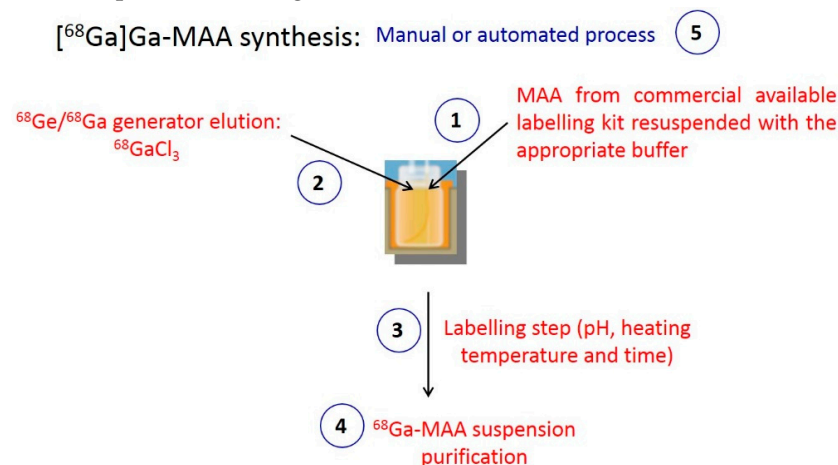 [⁶⁸Ga]Ga-MAA synthesis: Manual or automated process 5
⁶⁸Ge/⁶⁸Ga generator elution:
⁶⁸GaCl₃
2
1
MAA from commercial available
labelling kit resuspended with the
appropriate buffer
3
Labelling step (pH, heating
temperature and time)
4
⁶⁸Ga-MAA suspension
purification